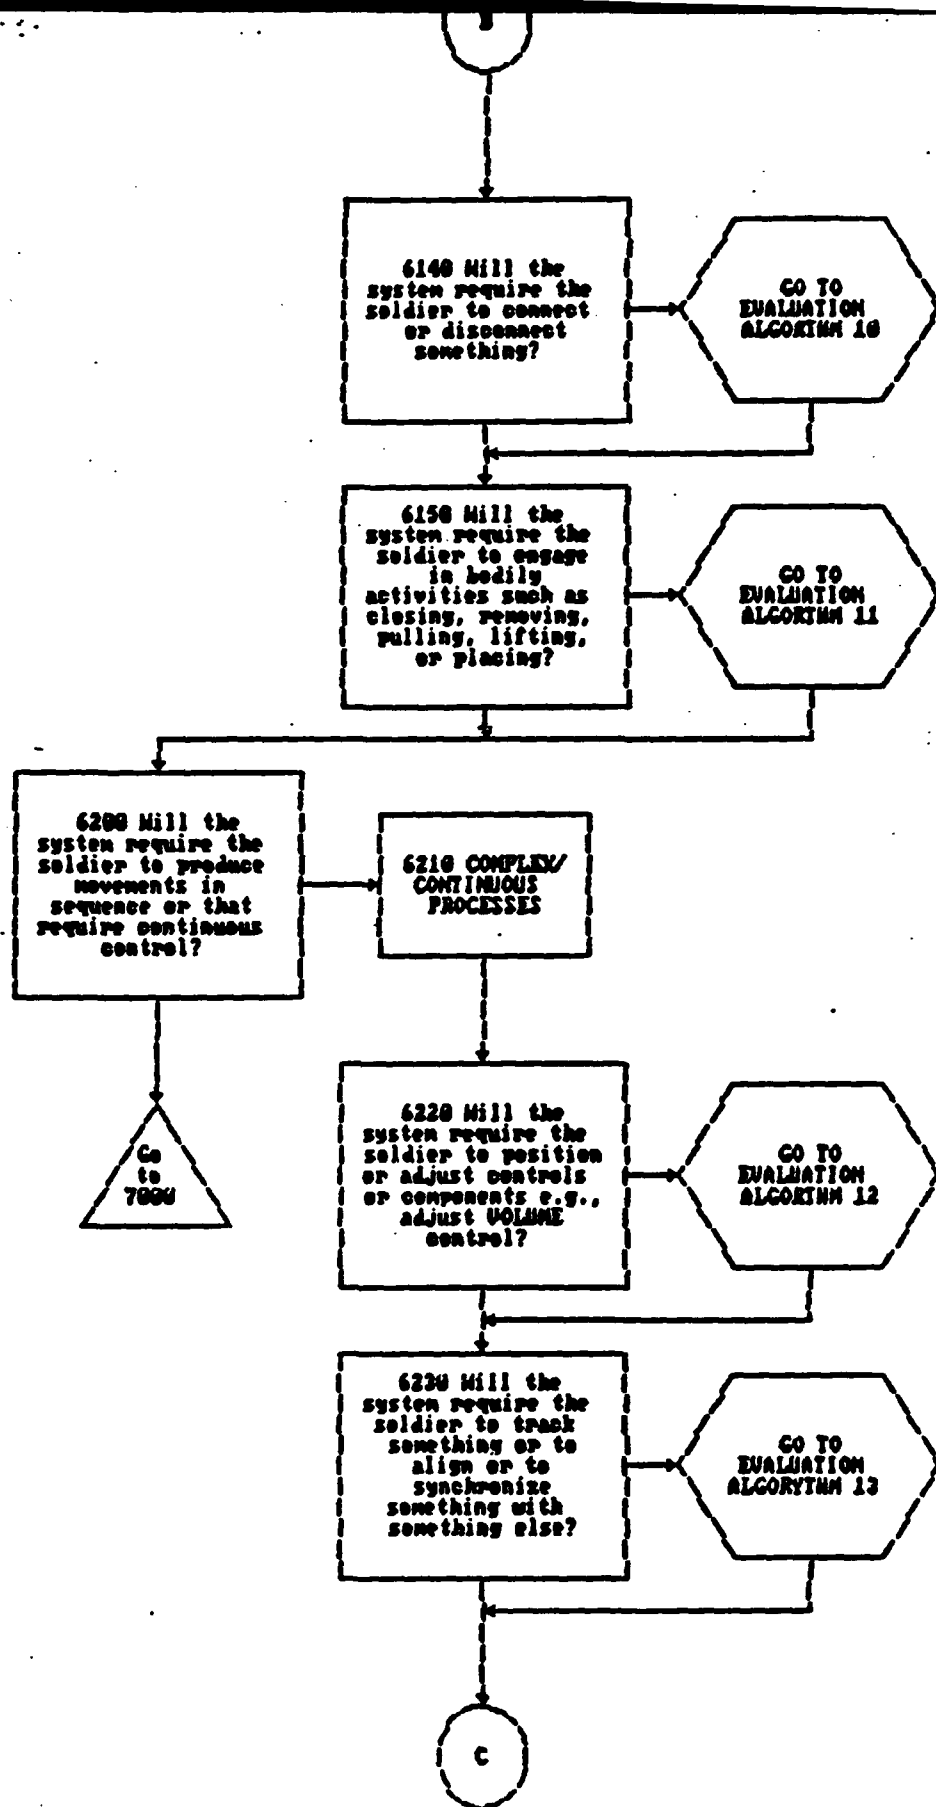 6140 Will the
system require the
soldier to connect
or disconnect
something?
GO TO
EVALUATION
ALGORTHM 10
6150 Will the
system require the
soldier to engage
in bodily
activities such as
closing, removing,
pulling, lifting,
or placing?
GO TO
EVALUATION
ALGORTHM 11
6200 Will the
system require the
soldier to produce
movements in
sequence or that
require continuous
control?
6210 COMPLEX/
CONTINUOUS
PROCESSES
Go
to
7000
6220 Will the
system require the
soldier to position
or adjust controls
or components e.g.,
adjust VOLUME
control?
GO TO
EVALUATION
ALGORTHM 12
6230 Will the
system require the
soldier to track
something or to
align or to
synchronize
something with
something else?
GO TO
EVALUATION
ALGORYTHM 13
C